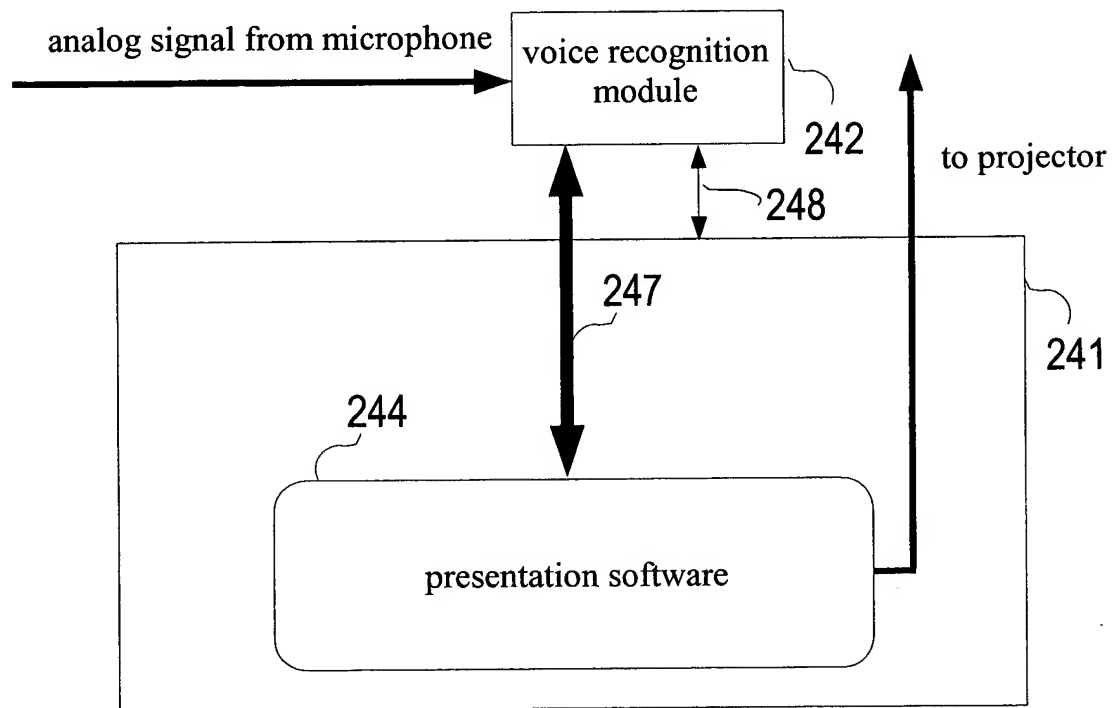 analog signal from microphone
voice recognition
module
242
to projector
248
247
241
244
presentation software